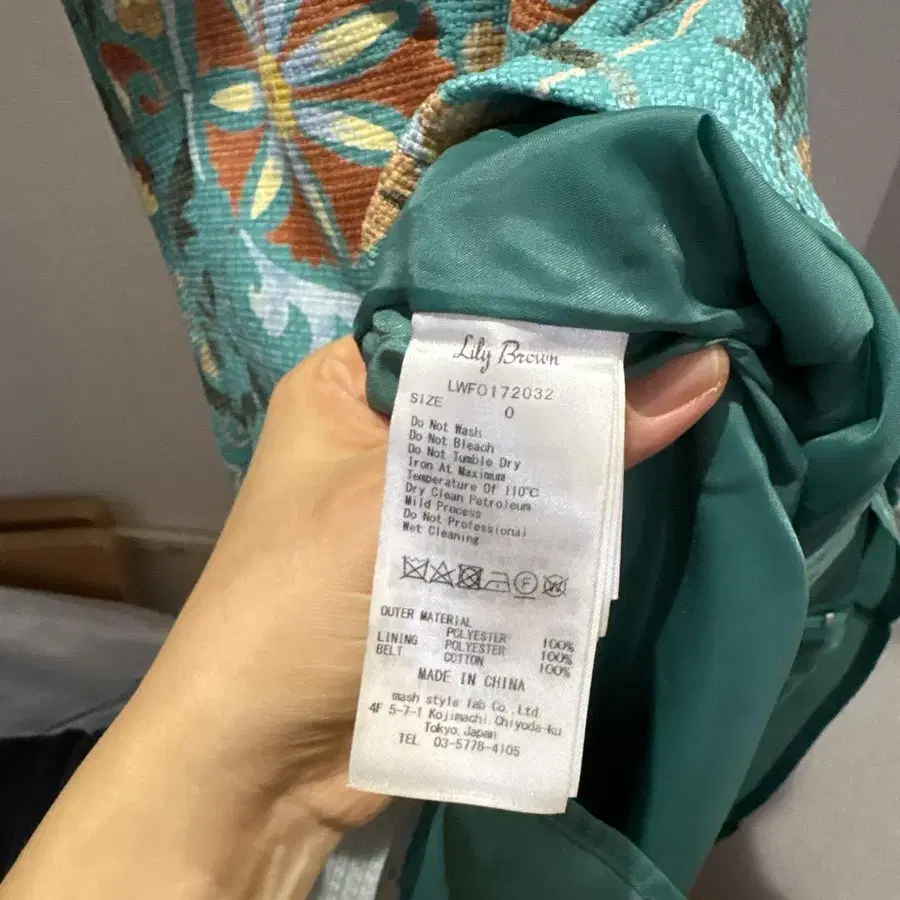 Lily Brown
LWFO172032
SIZE 0
Do Not Wash
Do Not Bleach
Do Not Tumble Dry
Iron At Maximum
Temperature Of 110℃
Dry Clean Petroleum
Mild Process
Do Not Professional
Wet Cleaning
F W
OUTER MATERIAL
POLYESTER 100%
LINING POLYESTER 100%
BELT COTTON 100%
MADE IN CHINA
mash style lab Co.,Ltd
4F 5-7-1 Kojimachi Chiyoda-ku
Tokyo,Japan
TEL 03-5778-4105